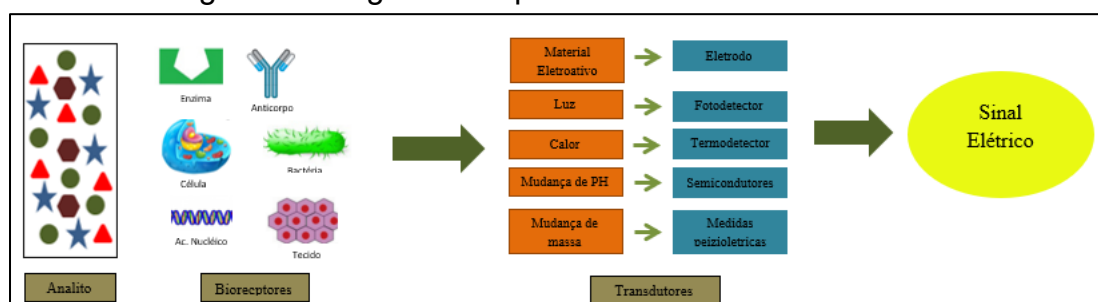 Material
Eletroativo
Eletrodo
Luz
Fotodetector
Calor
Termodetector
Mudança de PH
Semicondutores
Mudança de
massa
Medidas
peizioletricas
Enzima
Anticorpo
Célula
Bactéria
Ac. Nucléico
Tecido
Sinal
Elétrico
Analito
Biorecptores
Transdutores